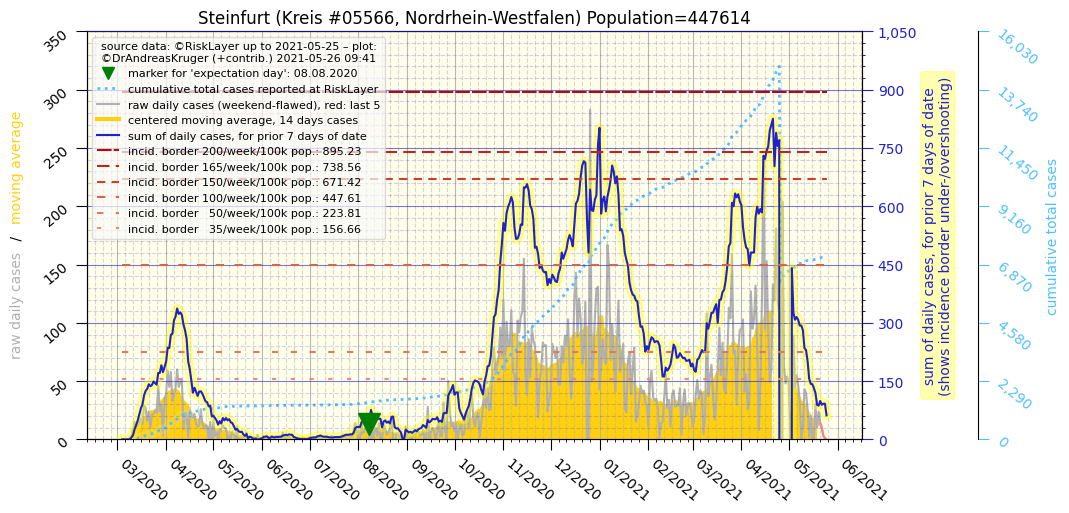 Steinfurt (Kreis #05566, Nordrhein-Westfalen) Population=447614
source data: ©RiskLayer up to 2021-05-25 – plot:
©DrAndreasKruger (+contrib.) 2021-05-26 09:41
marker for 'expectation day': 08.08.2020
cumulative total cases reported at RiskLayer
raw daily cases (weekend-flawed), red: last 5
centered moving average, 14 days cases
sum of daily cases, for prior 7 days of date
incid. border 200/week/100k pop.: 895.23
incid. border 165/week/100k pop.: 738.56
incid. border 150/week/100k pop.: 671.42
incid. border 100/week/100k pop.: 447.61
incid. border   50/week/100k pop.: 223.81
incid. border   35/week/100k pop.: 156.66
raw daily cases / moving average
350
300
250
200
150
100
50
0
03/2020
04/2020
05/2020
06/2020
07/2020
08/2020
09/2020
10/2020
11/2020
12/2020
01/2021
02/2021
03/2021
04/2021
05/2021
06/2021
1,050
900
750
600
450
300
150
0
sum of daily cases, for prior 7 days of date
(shows incidence border under-/overshooting)
16,030
13,740
11,450
9,160
6,870
4,580
2,290
0
cumulative total cases